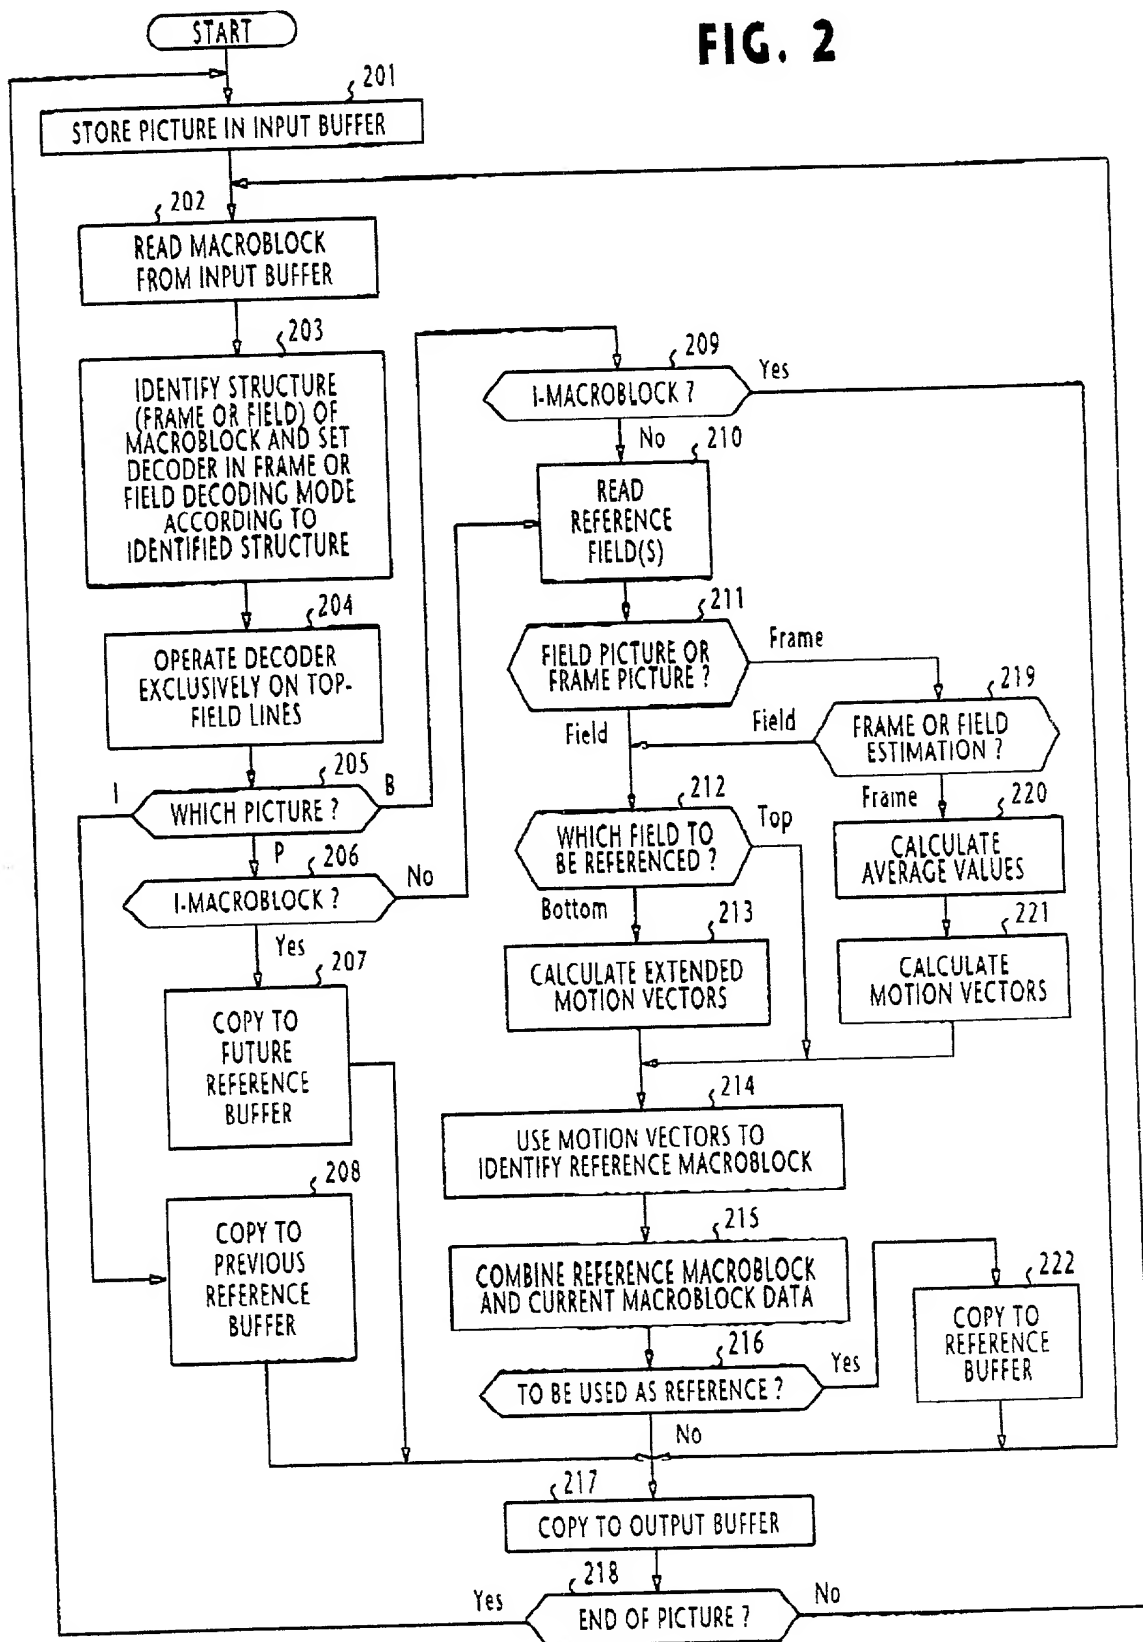 FIG. 2
START
201
STORE PICTURE IN INPUT BUFFER
202
READ MACROBLOCK
FROM INPUT BUFFER
203
IDENTIFY STRUCTURE
(FRAME OR FIELD) OF
MACROBLOCK AND SET
DECODER IN FRAME OR
FIELD DECODING MODE
ACCORDING TO
IDENTIFIED STRUCTURE
204
OPERATE DECODER
EXCLUSIVELY ON TOP-
FIELD LINES
205
I
WHICH PICTURE ?
B
P
206
I-MACROBLOCK ?
No
Yes
207
COPY TO
FUTURE
REFERENCE
BUFFER
208
COPY TO
PREVIOUS
REFERENCE
BUFFER
209
I-MACROBLOCK ?
Yes
No
210
READ
REFERENCE
FIELD(S)
211
FIELD PICTURE OR
FRAME PICTURE ?
Frame
Field
219
Field
FRAME OR FIELD
ESTIMATION ?
Frame
212
WHICH FIELD TO
BE REFERENCED ?
Top
Bottom
220
CALCULATE
AVERAGE VALUES
213
CALCULATE EXTENDED
MOTION VECTORS
221
CALCULATE
MOTION VECTORS
214
USE MOTION VECTORS TO
IDENTIFY REFERENCE MACROBLOCK
215
COMBINE REFERENCE MACROBLOCK
AND CURRENT MACROBLOCK DATA
216
TO BE USED AS REFERENCE ?
Yes
No
222
COPY TO
REFERENCE
BUFFER
217
COPY TO OUTPUT BUFFER
218
Yes
END OF PICTURE ?
No